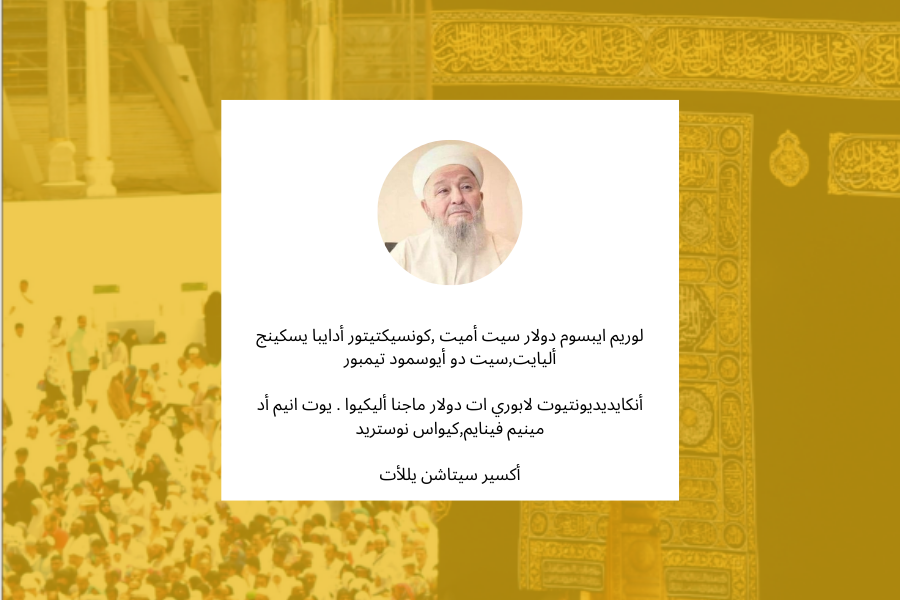 لوريم ايبسوم دولار سيت أميت ,كونسيكتيتور أدايبا يسكينج
أليايت,سيت دو أيوسمود تيمبور
أنكايديديونتيوت لابوري ات دولار ماجنا أليكيوا . يوت انيم أد
مينيم فينايم,كيواس نوستريد
أكسير سيتاشن يللأت